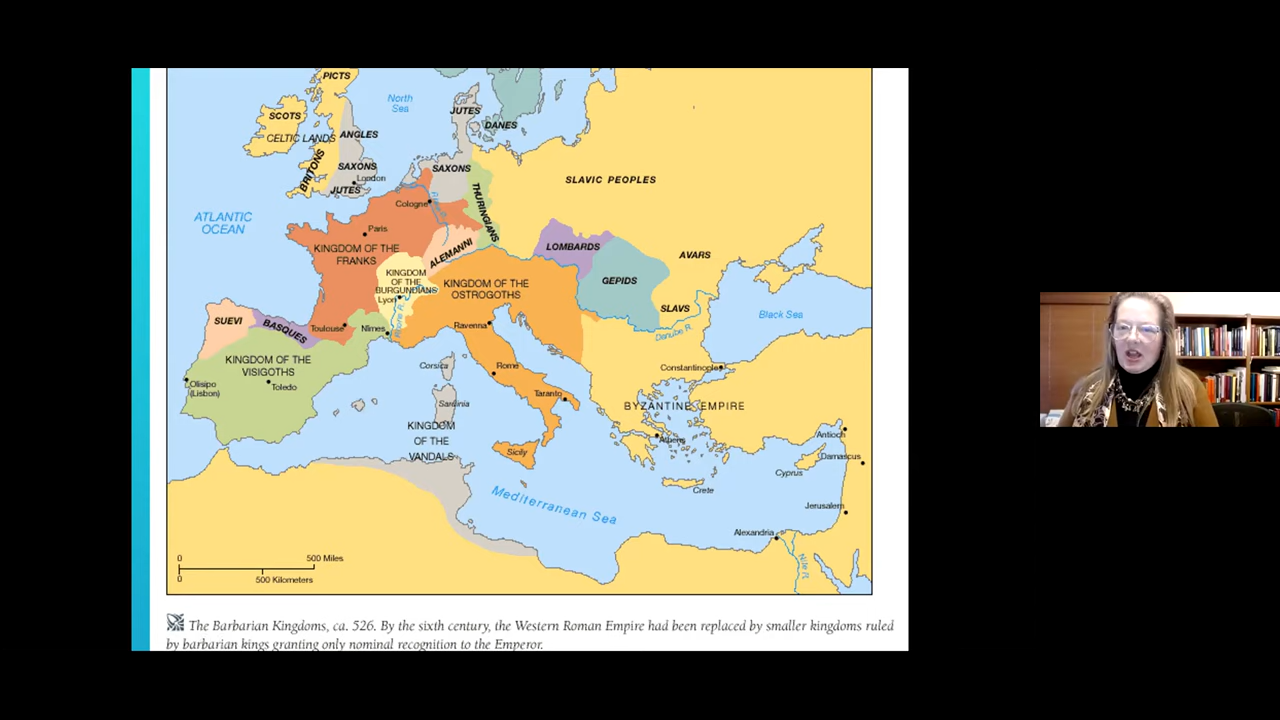 PICTS
North
Sea
JUTES
SCOTS
DANES
CELTIC LANDS
ANGLES
BRITONS
SAXONS
SAXONS
London
JUTES
THURINGIANS
SLAVIC PEOPLES
Cologne
ATLANTIC
OCEAN
Paris
KINGDOM OF THE
FRANKS
ALEMANNI
LOMBARDS
AVARS
KINGDOM
OF THE
BURGUNDIANS
Lyon
KINGDOM OF THE
OSTROGOTHS
GEPIDS
SLAVS
Black Sea
SUEVI
BASQUES
Toulouse
Nîmes
Ravenna
Danube R.
KINGDOM OF THE
VISIGOTHS
Corsica
Rome
Constantinople
Olisipo
(Lisbon)
Toledo
Taranto
Sardinia
BYZANTINE EMPIRE
KINGDOM
OF THE
VANDALS
Sicily
Athens
Antioch
Damascus
Cyprus
Crete
Mediterranean Sea
Jerusalem
Alexandria
Nile R.
0
500 Miles
0
500 Kilometers
The Barbarian Kingdoms, ca. 526. By the sixth century, the Western Roman Empire had been replaced by smaller kingdoms ruled
by barbarian kings granting only nominal recognition to the Emperor.